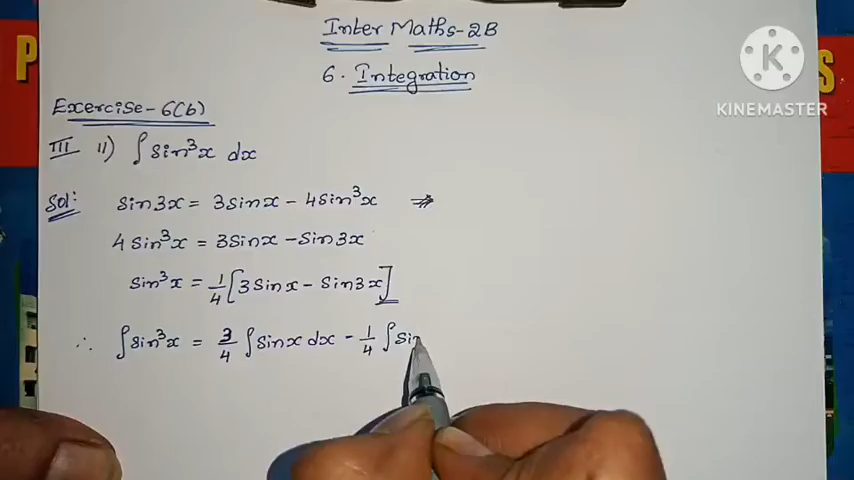 Inter Maths-2B
6. Integration
K
KINEMASTER
P
S
Exercise-6(b)
III 11) ∫sin³x dx
Sol: sin3x = 3sinx - 4sin³x ⇒
4sin³x = 3sinx - sin3x
sin³x = 1/4[3sinx - sin3x]
∴ ∫sin³x = 3/4 ∫sinx dx - 1/4 ∫sin